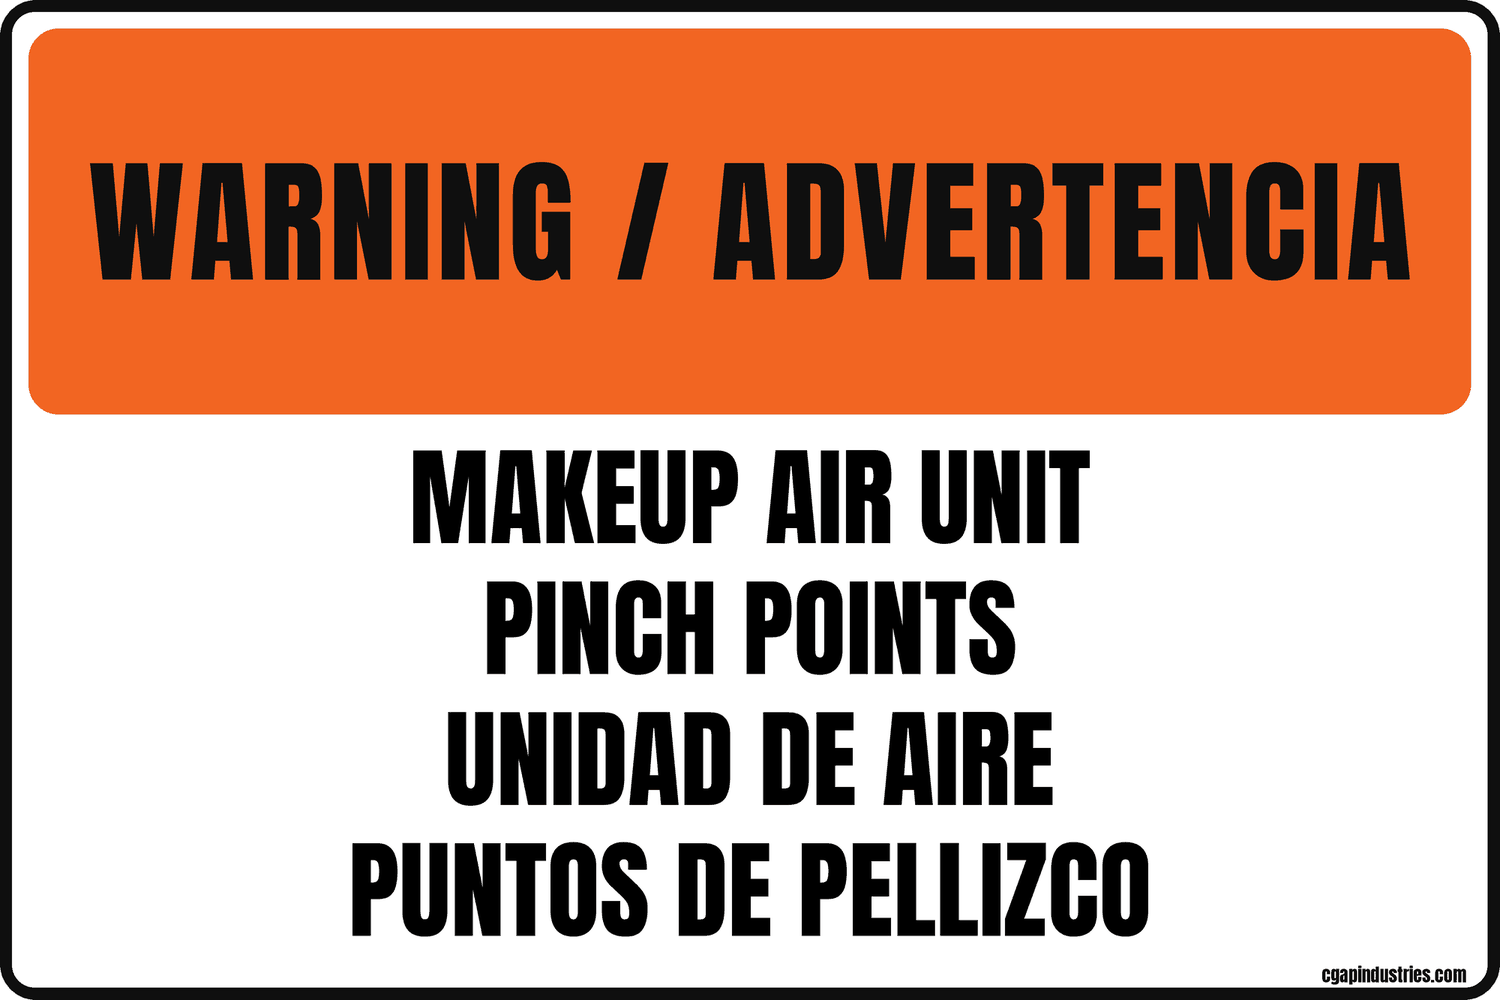 WARNING / ADVERTENCIA
MAKEUP AIR UNIT
PINCH POINTS
UNIDAD DE AIRE
PUNTOS DE PELLIZCO
cgapindustries.com